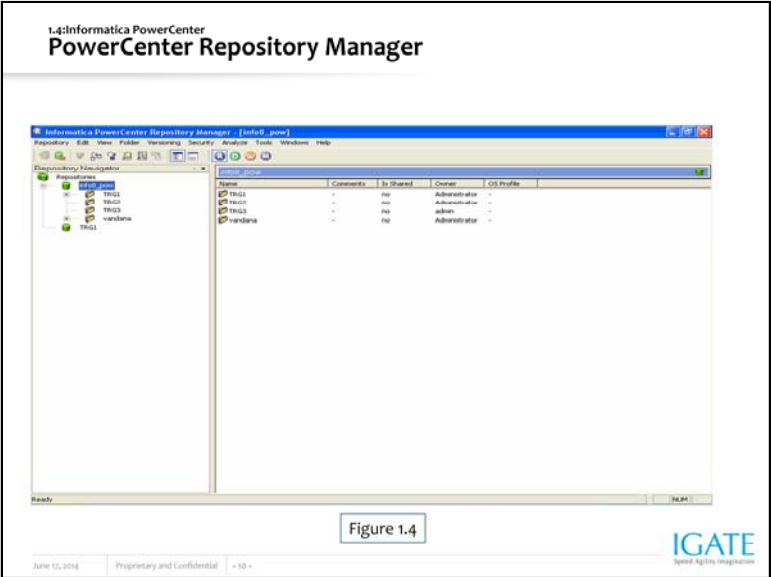 1.4:Informatica PowerCenter
PowerCenter Repository Manager
Informatica PowerCenter Repository Manager - [info8_pow]
Repository Edit View Folder Versioning Security Analyze Tools Windows Help
Repository Navigator
Repositories
info8_pow
TRG1
TRG2
TRG3
vandana
TRG1
info8_pow
Name Comments Is Shared Owner OS Profile
TRG1 - no Administrator -
TRG2 - no Administrator -
TRG3 - no admin -
vandana - no Administrator -
Ready
NUM
Figure 1.4
June 17, 2014 Proprietary and Confidential - 10 -
IGATE
Speed.Agility.Imagination